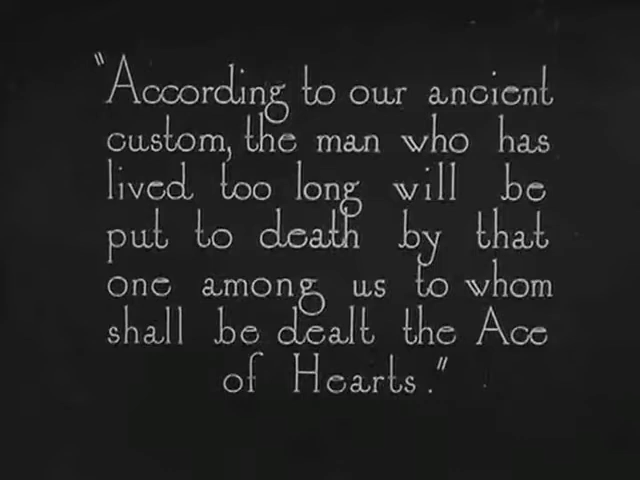 "According to our ancient
custom, the man who has
lived too long will be
put to death by that
one among us to whom
shall be dealt the Ace
of Hearts."